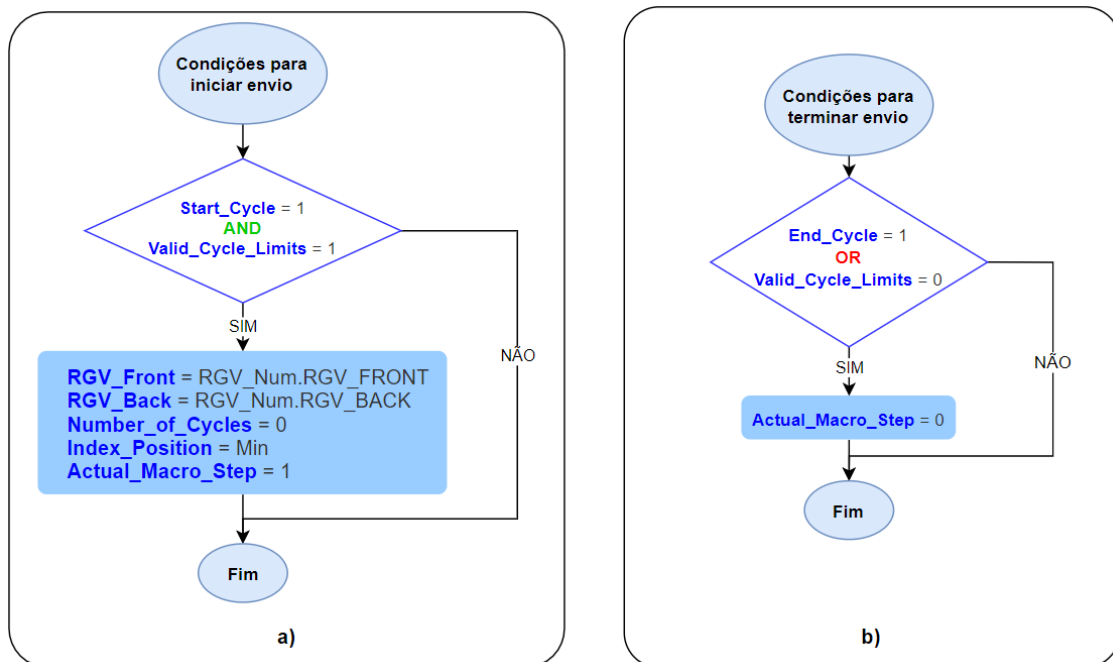 Condições para
iniciar envio
Start_Cycle = 1
AND
Valid_Cycle_Limits = 1
SIM
NÃO
RGV_Front = RGV_Num.RGV_FRONT
RGV_Back = RGV_Num.RGV_BACK
Number_of_Cycles = 0
Index_Position = Min
Actual_Macro_Step = 1
Fim
a)
Condições para
terminar envio
End_Cycle = 1
OR
Valid_Cycle_Limits = 0
SIM
NÃO
Actual_Macro_Step = 0
Fim
b)